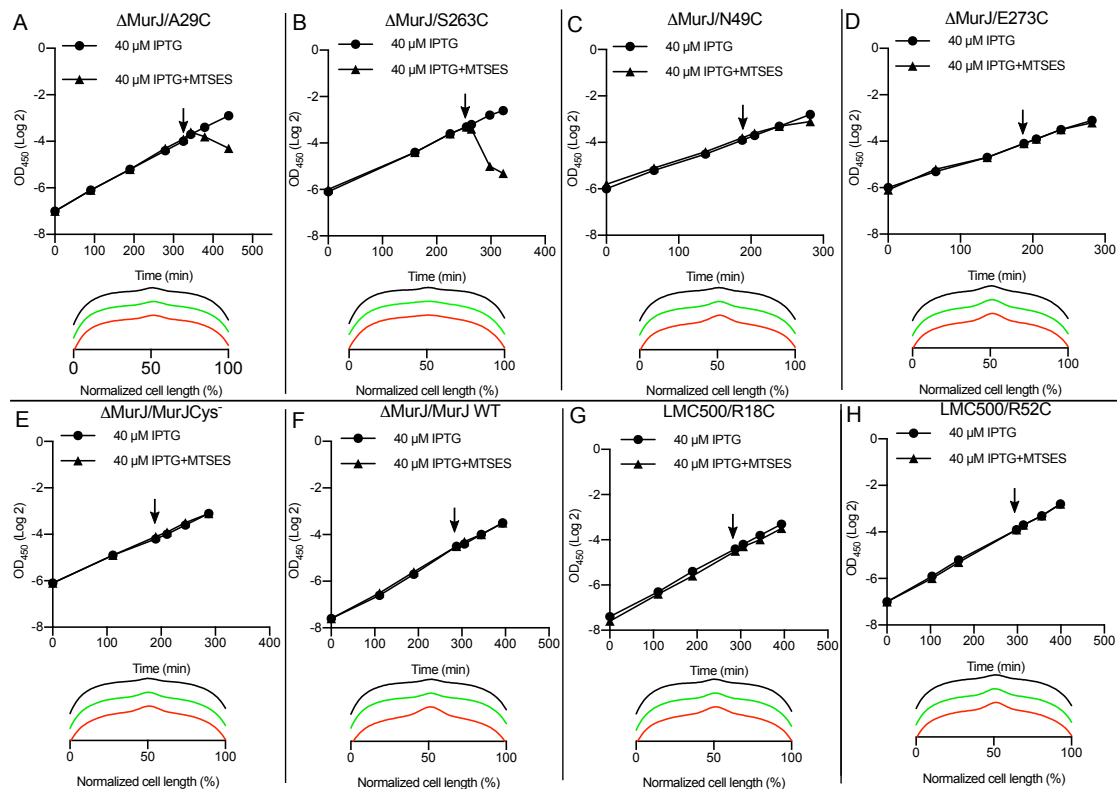 A
ΔMurJ/A29C
40 µM IPTG
40 µM IPTG+MTSES
OD450 (Log 2)
0
-2
-4
-6
-8
0 100 200 300 400 500
Time (min)
0 50 100
Normalized cell length (%)
B
ΔMurJ/S263C
40 µM IPTG
40 µM IPTG+MTSES
OD450 (Log 2)
0
-2
-4
-6
-8
0 100 200 300 400
Time (min)
0 50 100
Normalized cell length (%)
C
ΔMurJ/N49C
40 µM IPTG
40 µM IPTG+MTSES
OD450 (Log 2)
0
-2
-4
-6
-8
0 100 200 300
Time (min)
0 50 100
Normalized cell length (%)
D
ΔMurJ/E273C
40 µM IPTG
40 µM IPTG+MTSES
OD450 (Log 2)
0
-2
-4
-6
-8
0 100 200 300
Time (min)
0 50 100
Normalized cell length (%)
E
ΔMurJ/MurJCys-
40 µM IPTG
40 µM IPTG+MTSES
OD450 (Log 2)
0
-2
-4
-6
-8
0 100 200 300 400
Time (min)
0 50 100
Normalized cell length (%)
F
ΔMurJ/MurJ WT
40 µM IPTG
40 µM IPTG+MTSES
OD450 (Log 2)
0
-2
-4
-6
-8
0 100 200 300 400 500
Time (min)
0 50 100
Normalized cell length (%)
G
LMC500/R18C
40 µM IPTG
40 µM IPTG+MTSES
OD450 (Log 2)
0
-2
-4
-6
-8
0 100 200 300 400 500
Time (min)
0 50 100
Normalized cell length (%)
H
LMC500/R52C
40 µM IPTG
40 µM IPTG+MTSES
OD450 (Log 2)
0
-2
-4
-6
-8
0 100 200 300 400 500
Time (min)
0 50 100
Normalized cell length (%)